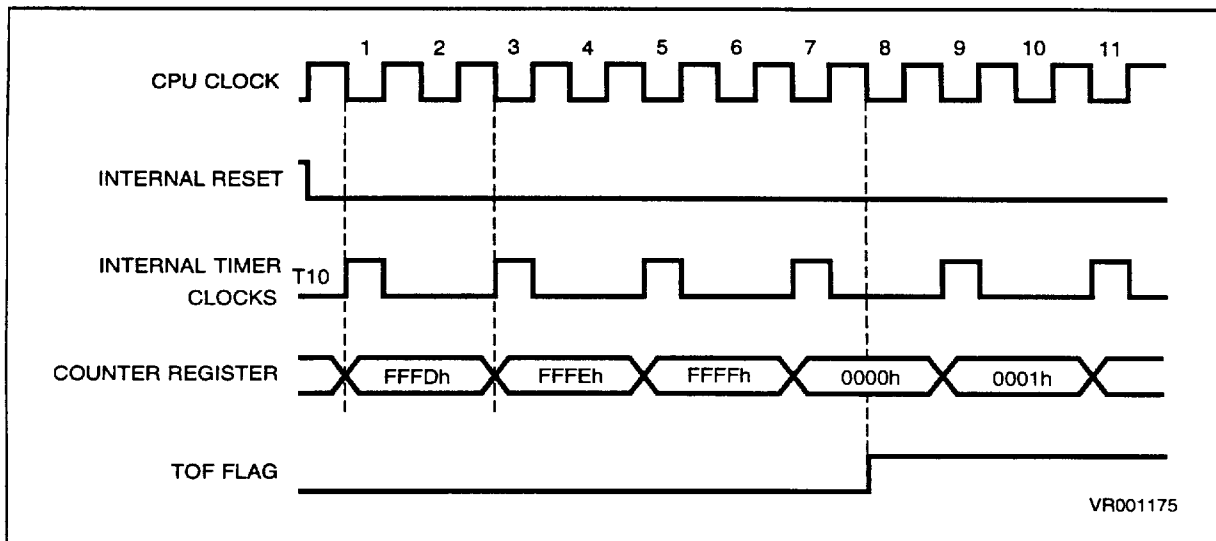 1 2 3 4 5 6 7 8 9 10 11
CPU CLOCK
INTERNAL RESET
INTERNAL TIMER
CLOCKS
T10
COUNTER REGISTER
FFFDh FFFEh FFFFh 0000h 0001h
TOF FLAG
VR001175